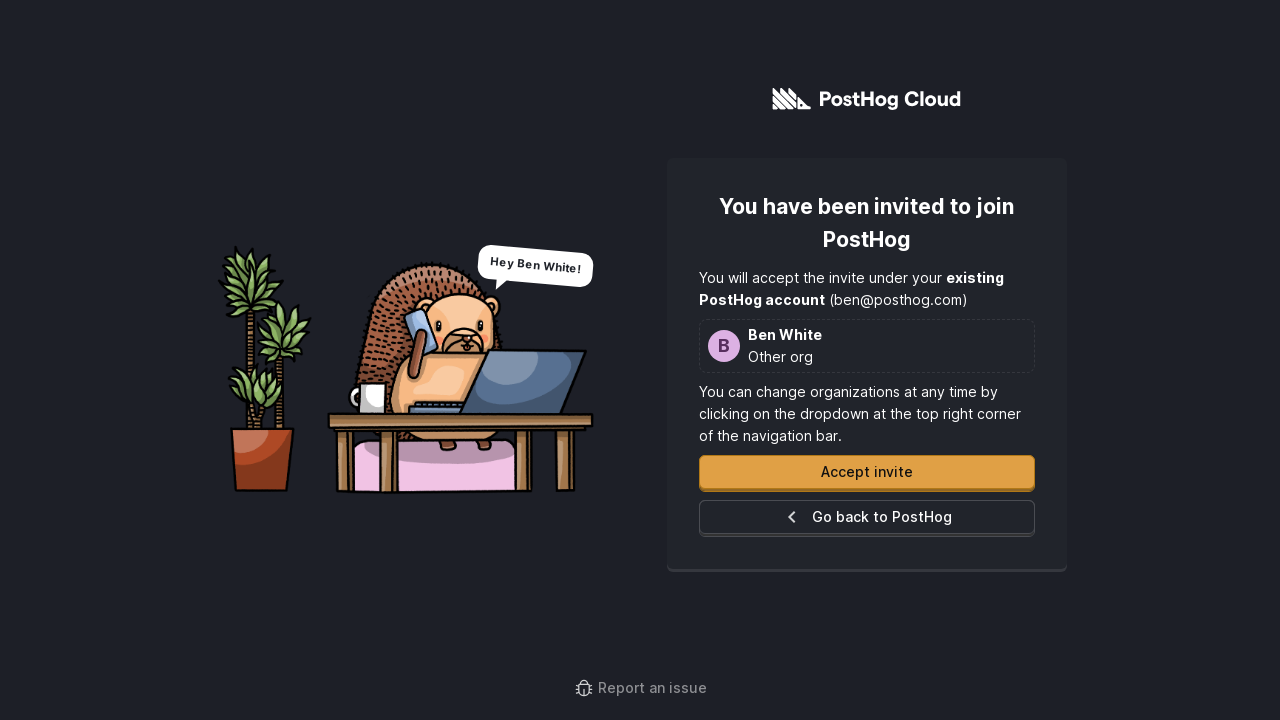 PostHog Cloud
Hey Ben White!
You have been invited to join
PostHog
You will accept the invite under your existing
PostHog account (ben@posthog.com)
B
Ben White
Other org
You can change organizations at any time by
clicking on the dropdown at the top right corner
of the navigation bar.
Accept invite
Go back to PostHog
Report an issue